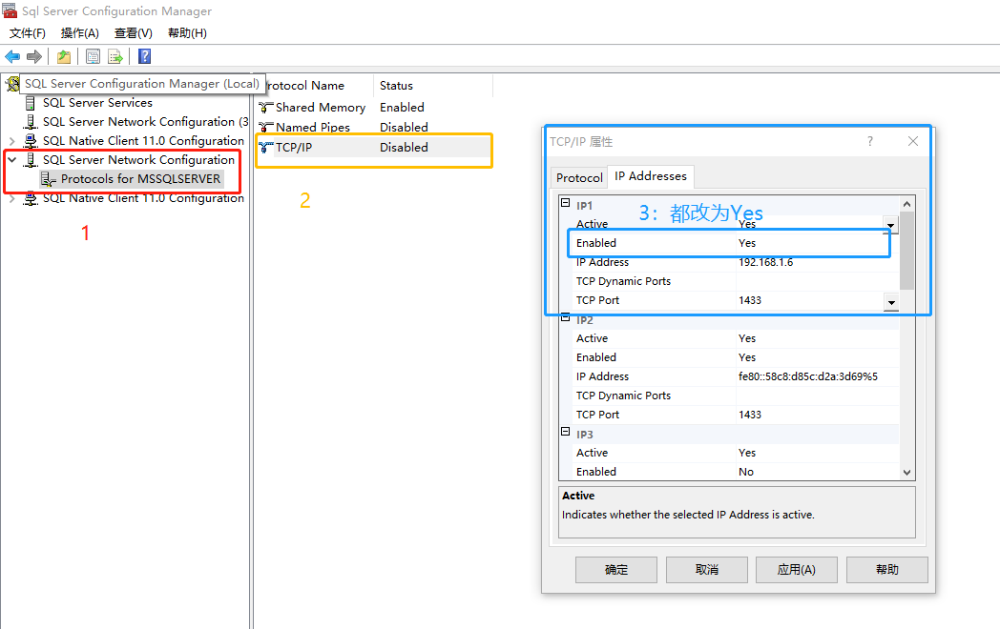 Sql Server Configuration Manager
文件(F) 操作(A) 查看(V) 帮助(H)
SQL Server Configuration Manager (Local)
SQL Server Services
SQL Server Network Configuration (3
SQL Native Client 11.0 Configuration
SQL Server Network Configuration
Protocols for MSSQLSERVER
SQL Native Client 11.0 Configuration
1
rotocol Name Status
Shared Memory Enabled
Named Pipes Disabled
TCP/IP Disabled
2
TCP/IP 属性
Protocol IP Addresses
IP1
3：都改为Yes
Active Yes
Enabled Yes
IP Address 192.168.1.6
TCP Dynamic Ports
TCP Port 1433
IP2
Active Yes
Enabled Yes
IP Address fe80::58c8:d85c:d2a:3d69%5
TCP Dynamic Ports
TCP Port 1433
IP3
Active Yes
Enabled No
Active
Indicates whether the selected IP Address is active.
确定 取消 应用(A) 帮助